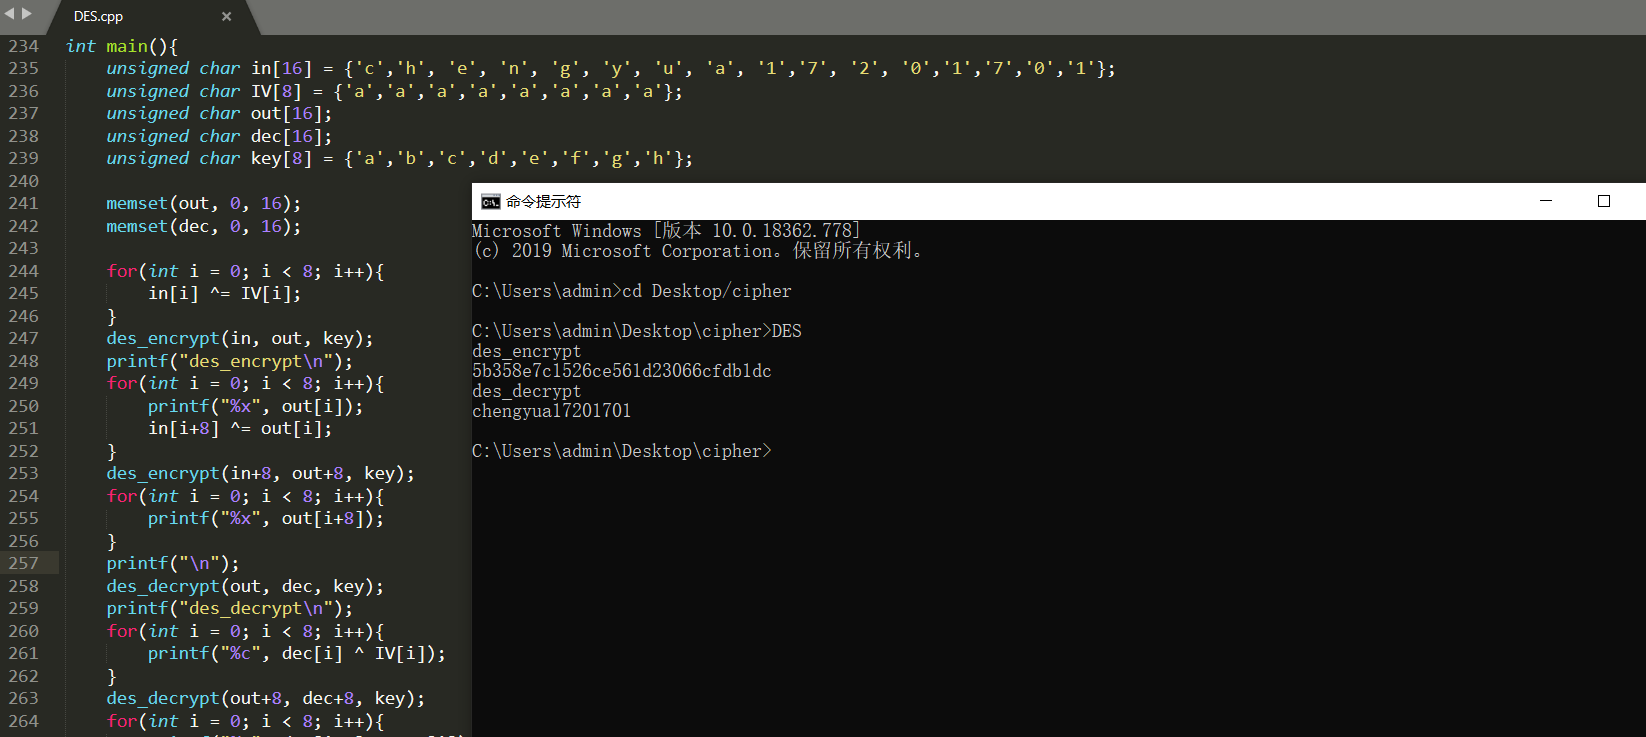 DES.cpp
234 int main(){
235 unsigned char in[16] = {'c','h', 'e', 'n', 'g', 'y', 'u', 'a', '1','7', '2', '0','1','7','0','1'};
236 unsigned char IV[8] = {'a','a','a','a','a','a','a','a'};
237 unsigned char out[16];
238 unsigned char dec[16];
239 unsigned char key[8] = {'a','b','c','d','e','f','g','h'};
240
241 memset(out, 0, 16);
242 memset(dec, 0, 16);
243
244 for(int i = 0; i < 8; i++){
245 in[i] ^= IV[i];
246 }
247 des_encrypt(in, out, key);
248 printf("des_encrypt\n");
249 for(int i = 0; i < 8; i++){
250 printf("%x", out[i]);
251 in[i+8] ^= out[i];
252 }
253 des_encrypt(in+8, out+8, key);
254 for(int i = 0; i < 8; i++){
255 printf("%x", out[i+8]);
256 }
257 printf("\n");
258 des_decrypt(out, dec, key);
259 printf("des_decrypt\n");
260 for(int i = 0; i < 8; i++){
261 printf("%c", dec[i] ^ IV[i]);
262 }
263 des_decrypt(out+8, dec+8, key);
264 for(int i = 0; i < 8; i++){
命令提示符
Microsoft Windows [版本 10.0.18362.778]
(c) 2019 Microsoft Corporation。保留所有权利。
C:\Users\admin>cd Desktop/cipher
C:\Users\admin\Desktop\cipher>DES
des_encrypt
5b358e7c1526ce561d23066cfdb1dc
des_decrypt
chengyua17201701
C:\Users\admin\Desktop\cipher>